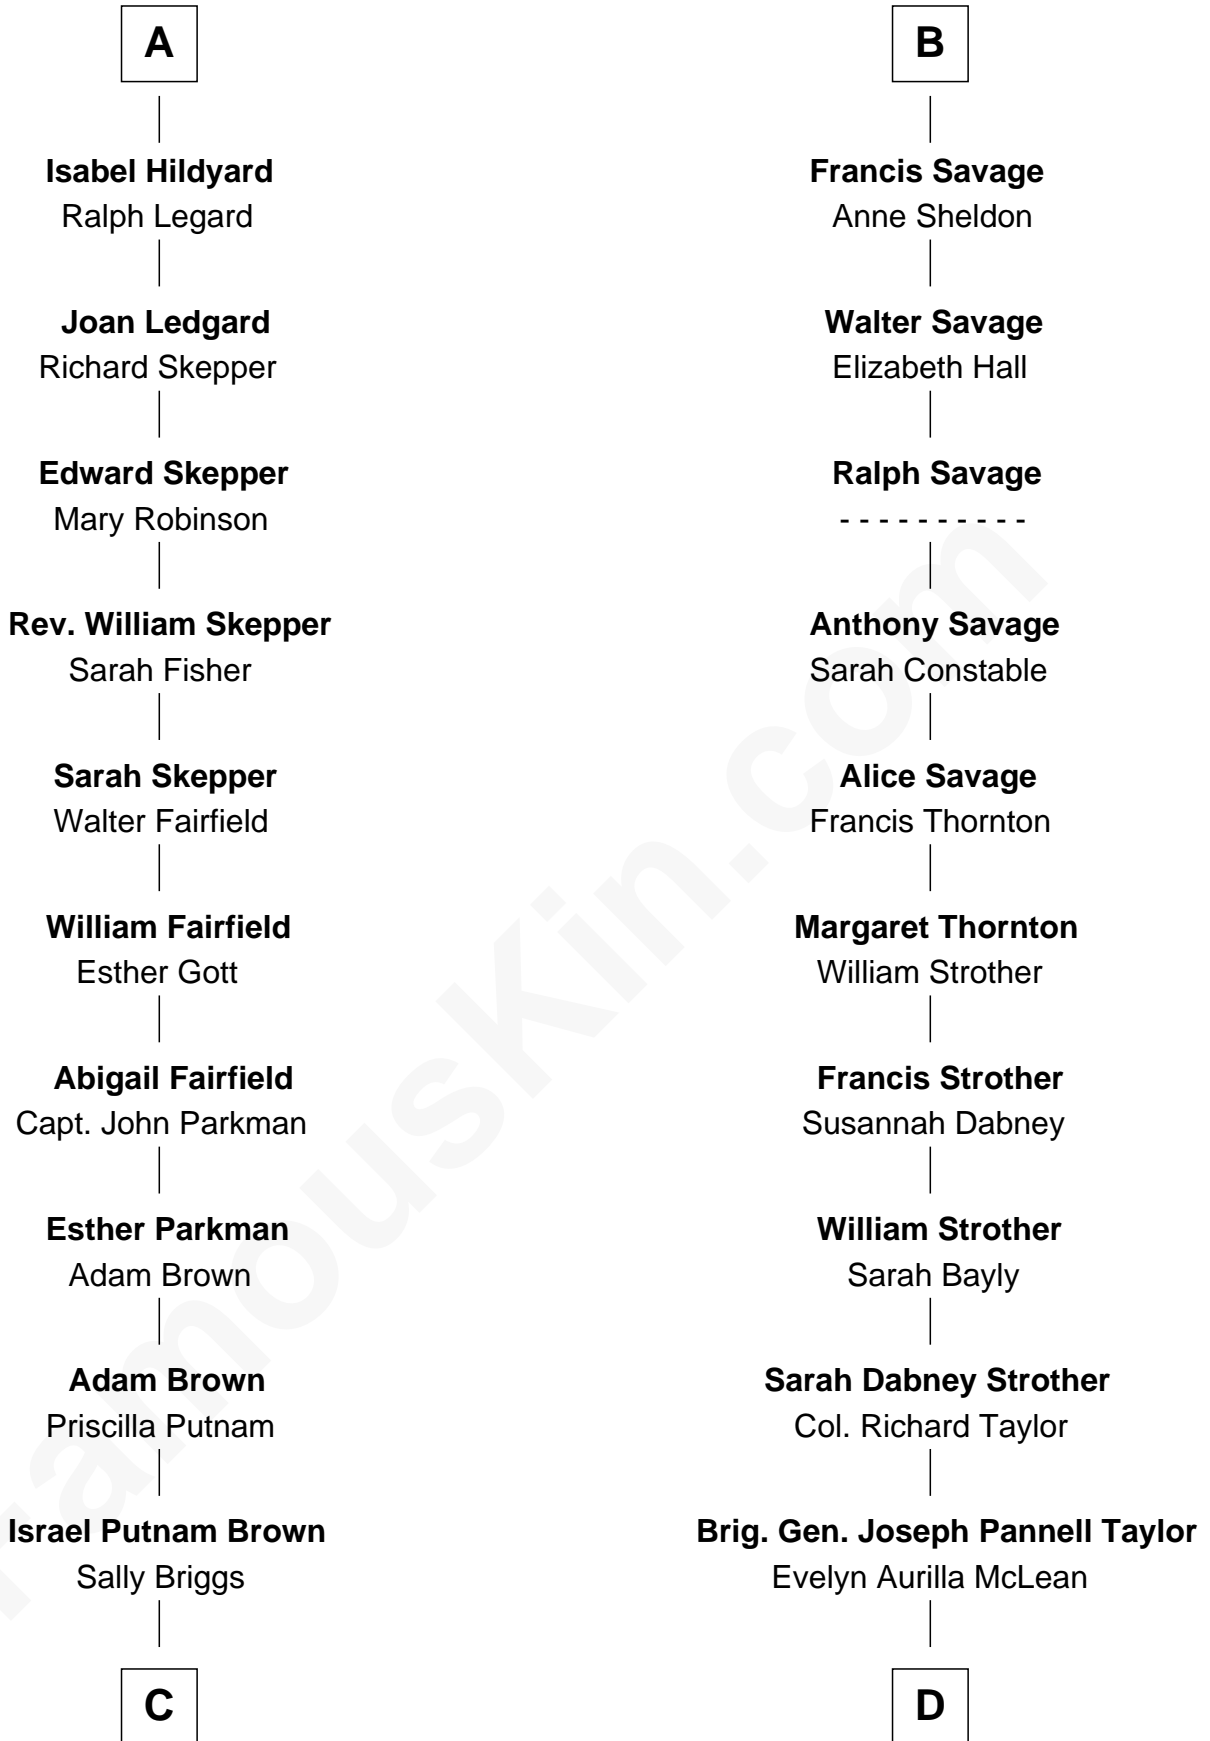 A
Isabel Hildyard
Ralph Legard
Joan Ledgard
Richard Skepper
Edward Skepper
Mary Robinson
Rev. William Skepper
Sarah Fisher
Sarah Skepper
Walter Fairfield
William Fairfield
Esther Gott
Abigail Fairfield
Capt. John Parkman
Esther Parkman
Adam Brown
Adam Brown
Priscilla Putnam
Israel Putnam Brown
Sally Briggs
C
B
Francis Savage
Anne Sheldon
Walter Savage
Elizabeth Hall
Ralph Savage
- - - - - - - - - -
Anthony Savage
Sarah Constable
Alice Savage
Francis Thornton
Margaret Thornton
William Strother
Francis Strother
Susannah Dabney
William Strother
Sarah Bayly
Sarah Dabney Strother
Col. Richard Taylor
Brig. Gen. Joseph Pannell Taylor
Evelyn Aurilla McLean
D
FamousKin.com